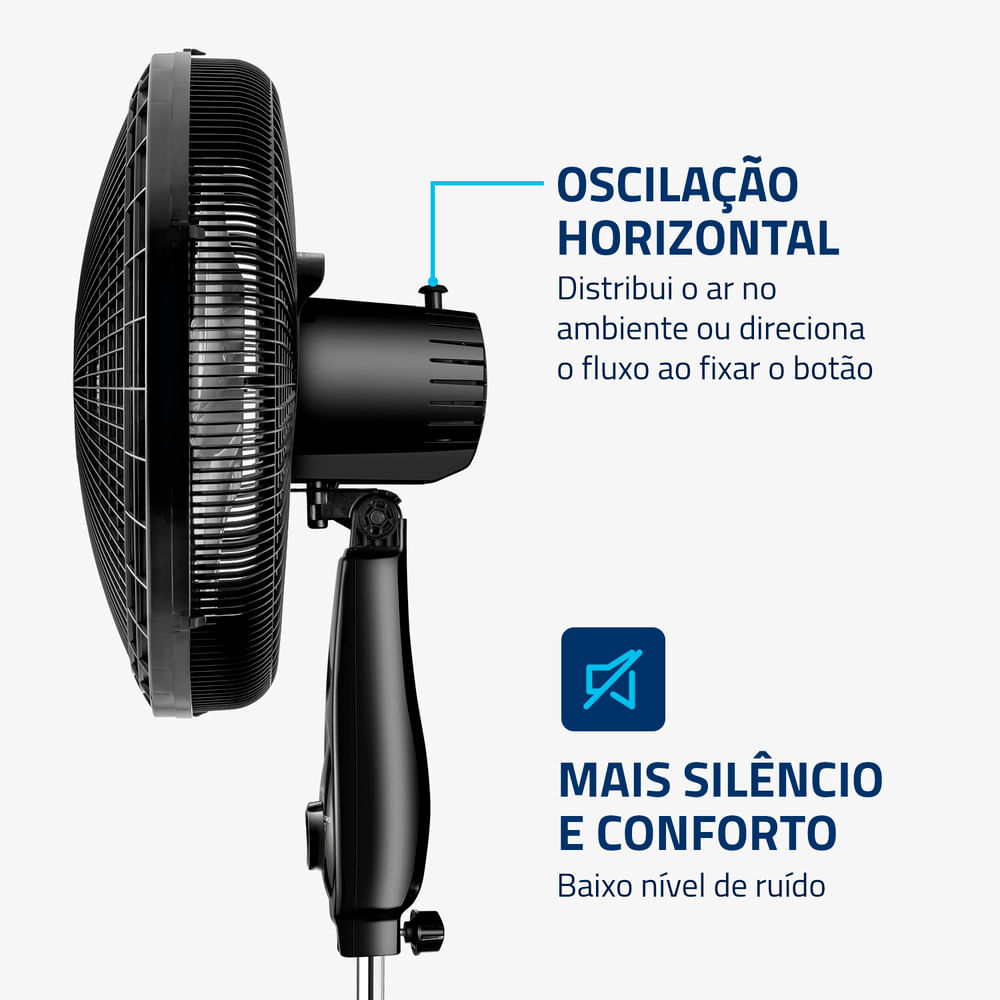 OSCILAÇÃO
HORIZONTAL
Distribui o ar no
ambiente ou direciona
o fluxo ao fixar o botão
MAIS SILÊNCIO
E CONFORTO
Baixo nível de ruído